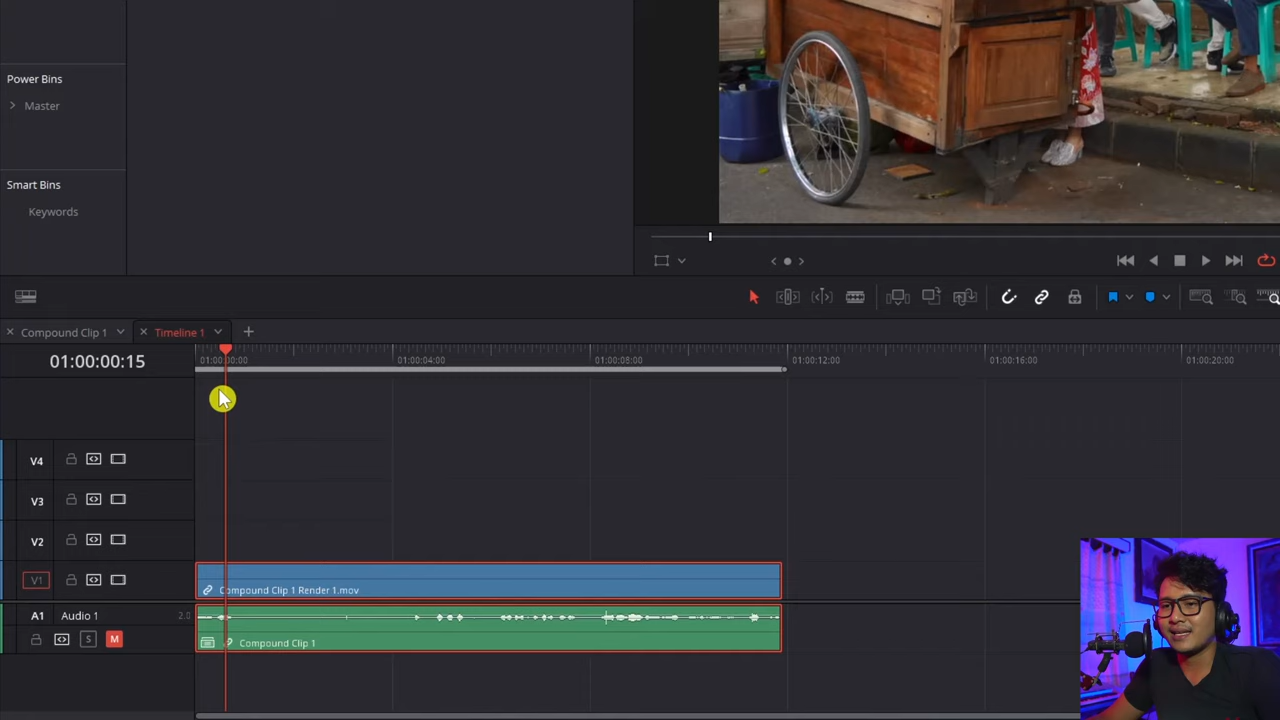 Power Bins
Master
Smart Bins
Keywords
Compound Clip 1
Timeline 1
01:00:00:15
01:00:00:00
01:00:04:00
01:00:08:00
01:00:12:00
01:00:16:00
01:00:20:00
V4
V3
V2
V1
Compound Clip 1 Render 1.mov
A1 Audio 1 2.0
S M
Compound Clip 1